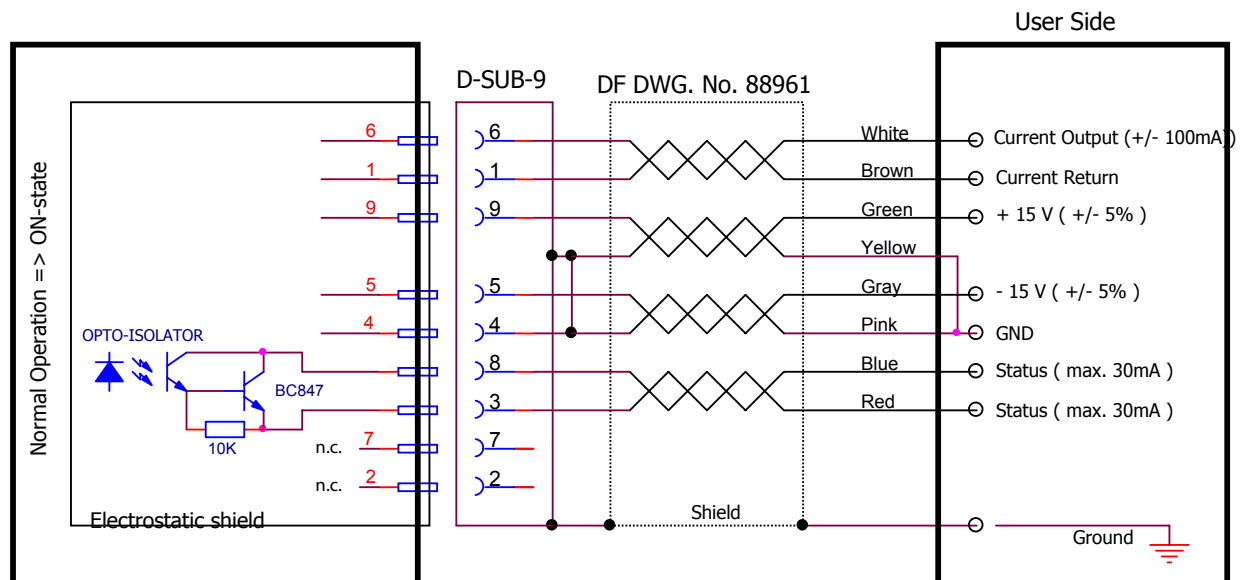 User Side
D-SUB-9
DF DWG. No. 88961
Normal Operation => ON-state
6
6
White
Current Output (+/- 100mA))
1
1
Brown
Current Return
9
9
Green
+ 15 V ( +/- 5% )
Yellow
5
5
Gray
- 15 V ( +/- 5% )
4
4
Pink
GND
OPTO-ISOLATOR
8
Blue
Status ( max. 30mA )
BC847
3
Red
Status ( max. 30mA )
10K
n.c.
7
7
n.c.
2
2
Electrostatic shield
Shield
Ground